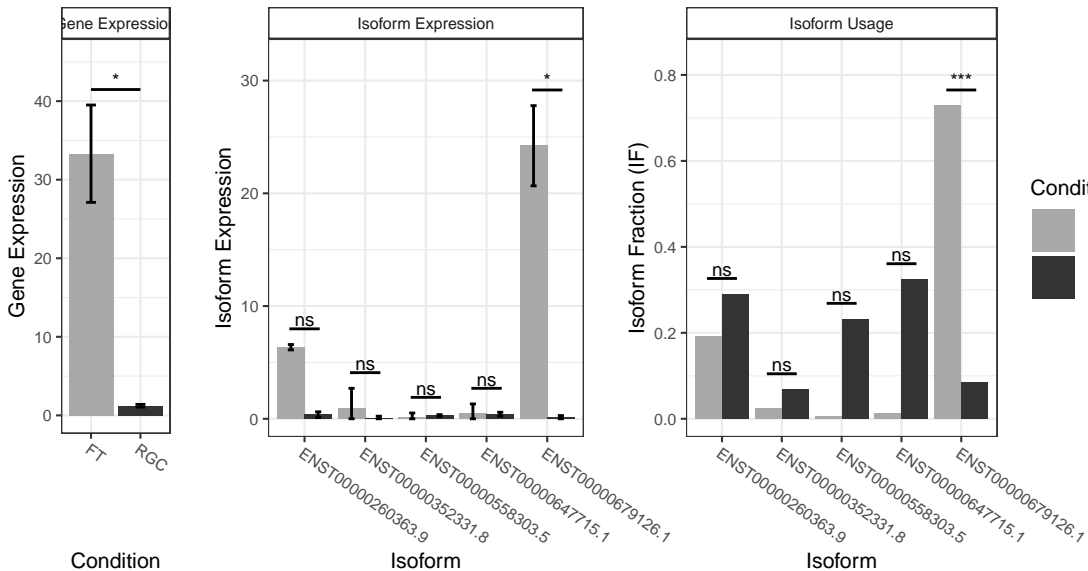 Gene Expression
Isoform Expression
Isoform Usage
Gene Expression
40
30
20
10
0
*
FT
RGC
Condition
Isoform Expression
30
20
10
0
ns
ns
ns
ns
*
ENST00000260363.9
ENST00000352331.8
ENST00000558303.5
ENST00000647715.1
ENST00000679126.1
Isoform
Isoform Fraction (IF)
0.8
0.6
0.4
0.2
0.0
ns
ns
ns
ns
***
ENST00000260363.9
ENST00000352331.8
ENST00000558303.5
ENST00000647715.1
ENST00000679126.1
Isoform
Condit